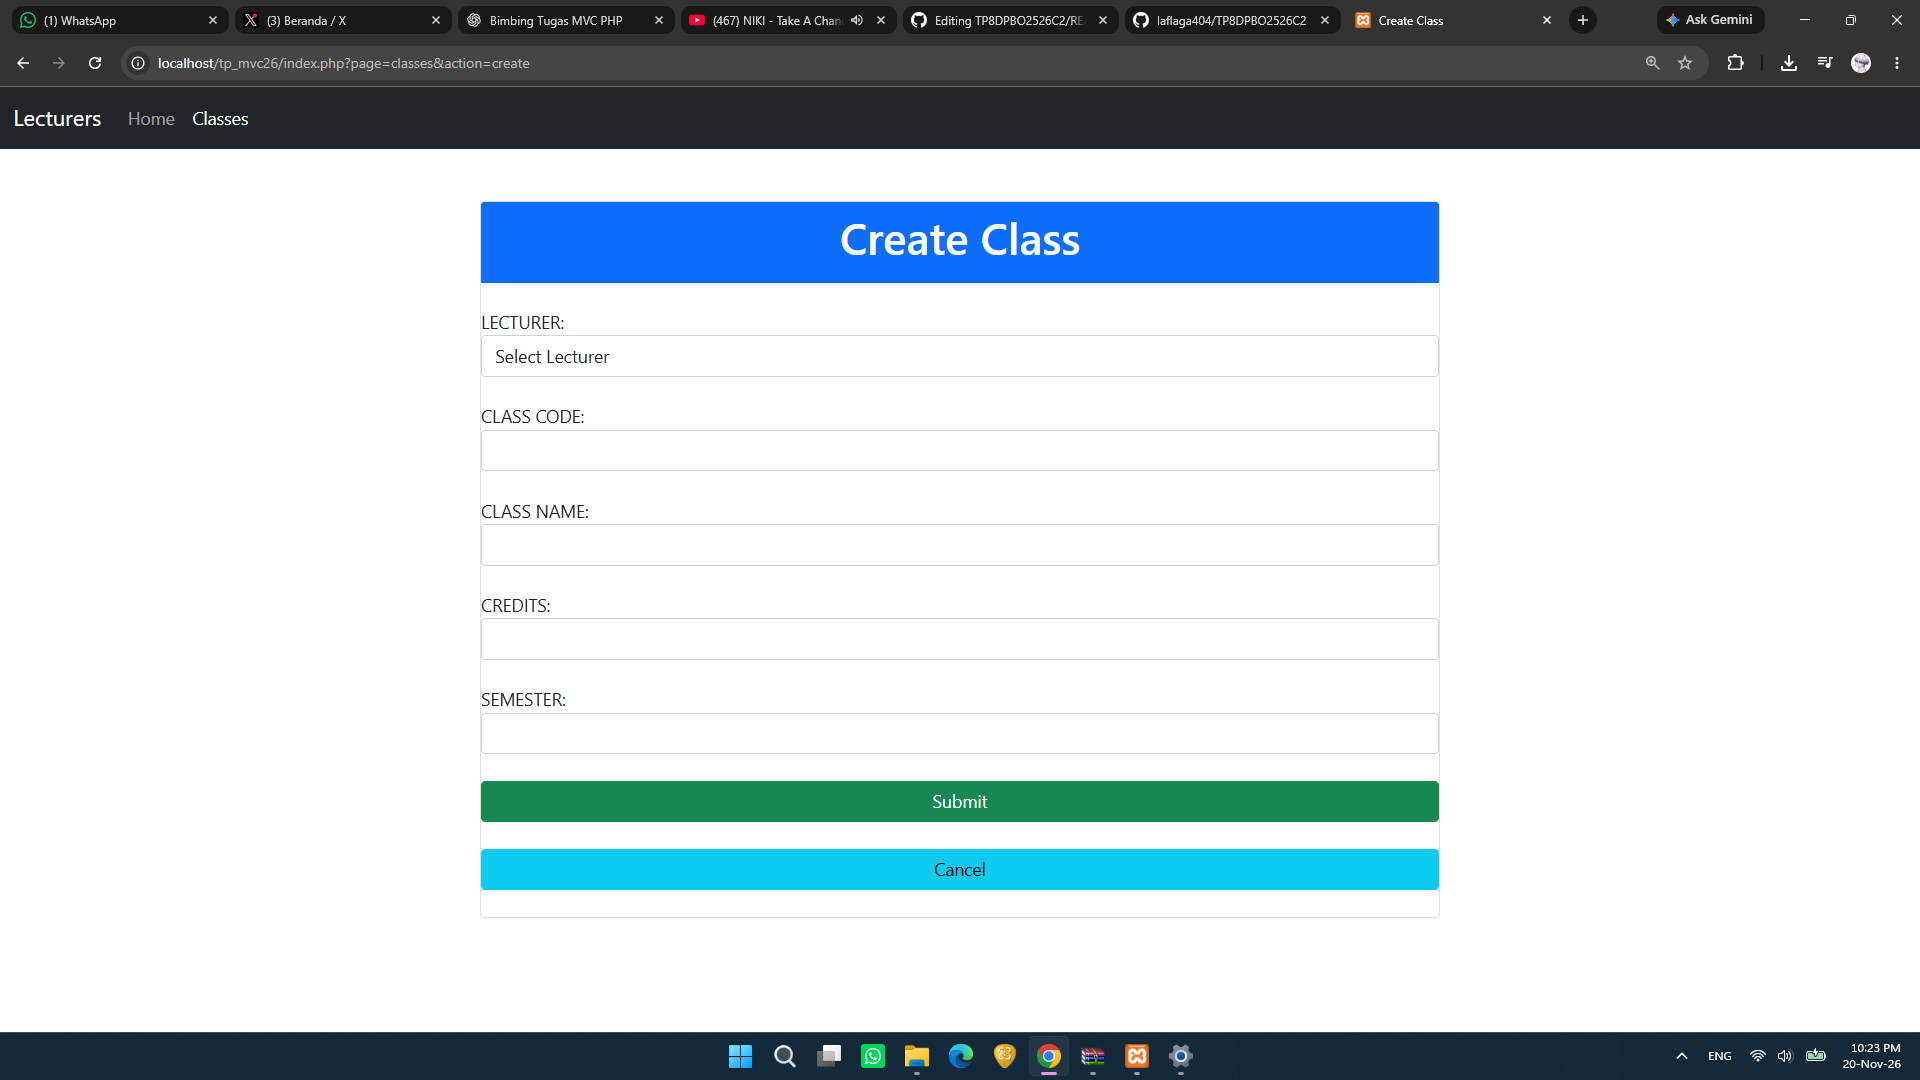 (1) WhatsApp
(3) Beranda / X
Bimbing Tugas MVC PHP
(467) NIKI - Take A Chan
Editing TP8DPBO2526C2/RE
laflaga404/TP8DPBO2526C2
Create Class
Ask Gemini
localhost/tp_mvc26/index.php?page=classes&action=create
Lecturers Home Classes
Create Class
LECTURER:
Select Lecturer
CLASS CODE:
CLASS NAME:
CREDITS:
SEMESTER:
Submit
Cancel
ENG
10:23 PM
20-Nov-26